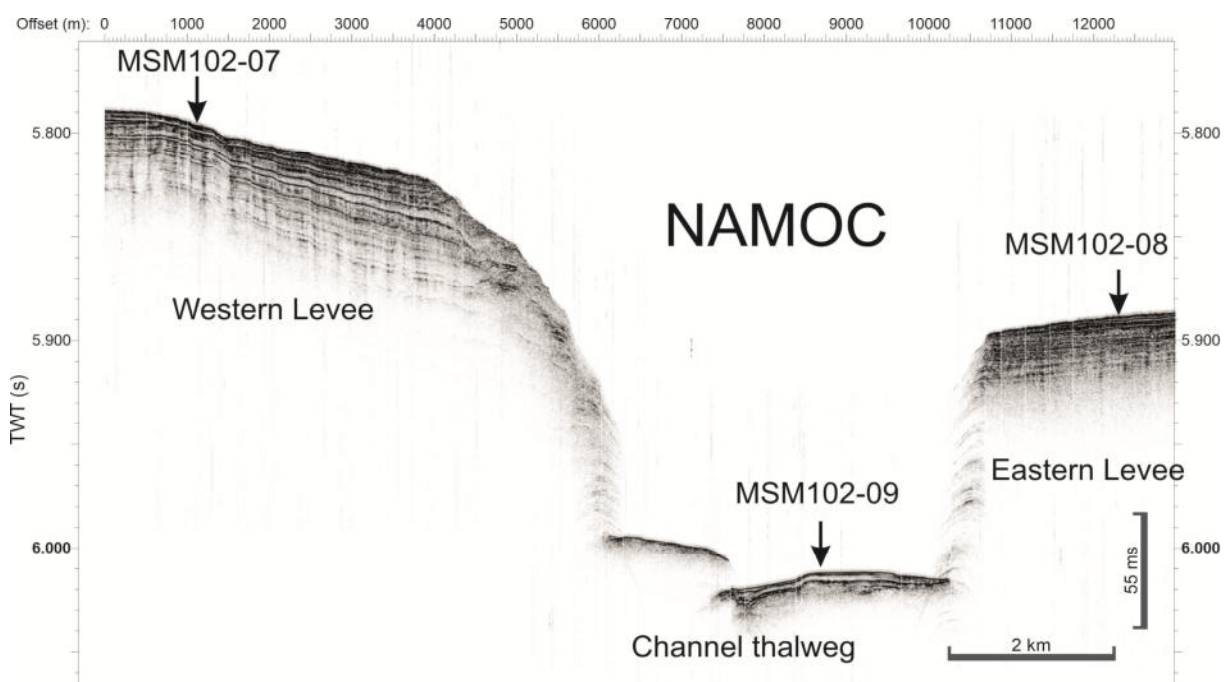 Offset (m): 0 1000 2000 3000 4000 5000 6000 7000 8000 9000 10000 11000 12000
MSM102-07
5.800
5.800
NAMOC
MSM102-08
Western Levee
5.900
5.900
TWT (s)
Eastern Levee
MSM102-09
6.000
6.000
55 ms
Channel thalweg
2 km